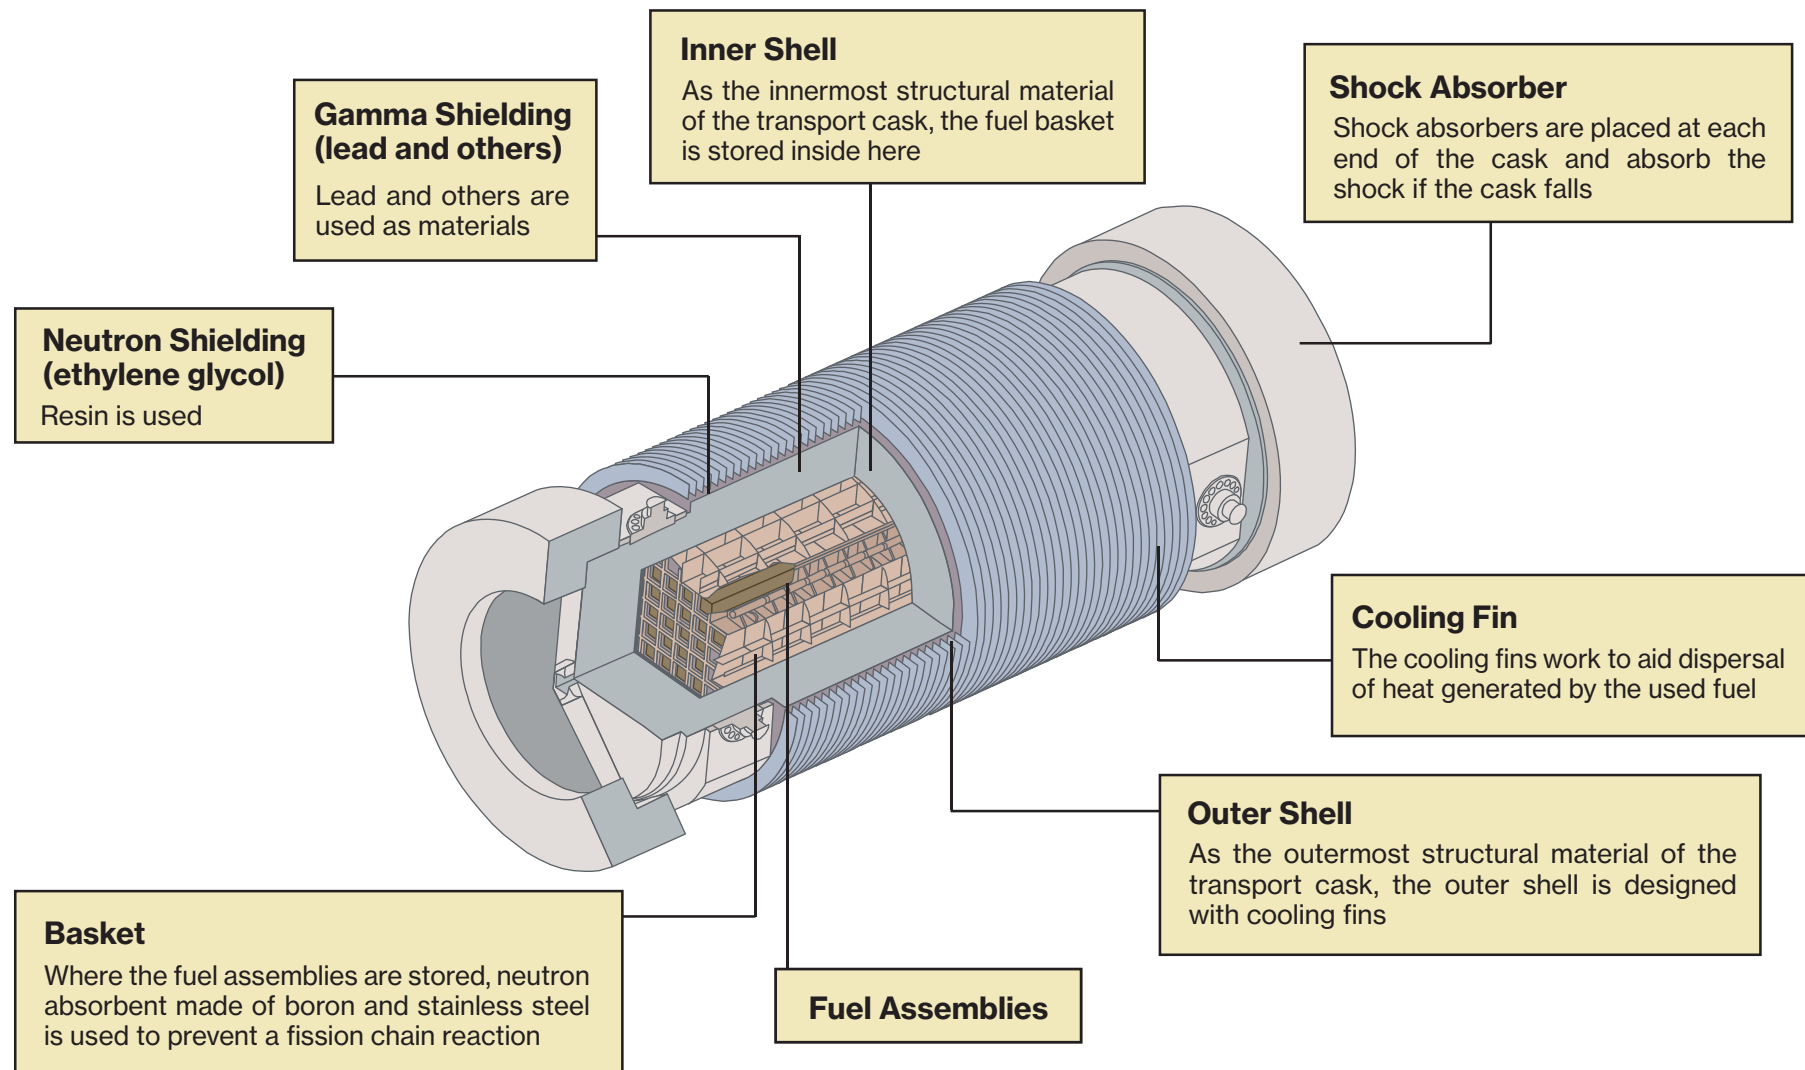 Inner Shell
As the innermost structural material
of the transport cask, the fuel basket
is stored inside here
Shock Absorber
Shock absorbers are placed at each
end of the cask and absorb the
shock if the cask falls
Gamma Shielding
(lead and others)
Lead and others are
used as materials
Neutron Shielding
(ethylene glycol)
Resin is used
Cooling Fin
The cooling fins work to aid dispersal
of heat generated by the used fuel
Outer Shell
As the outermost structural material of the
transport cask, the outer shell is designed
with cooling fins
Basket
Where the fuel assemblies are stored, neutron
absorbent made of boron and stainless steel
is used to prevent a fission chain reaction
Fuel Assemblies